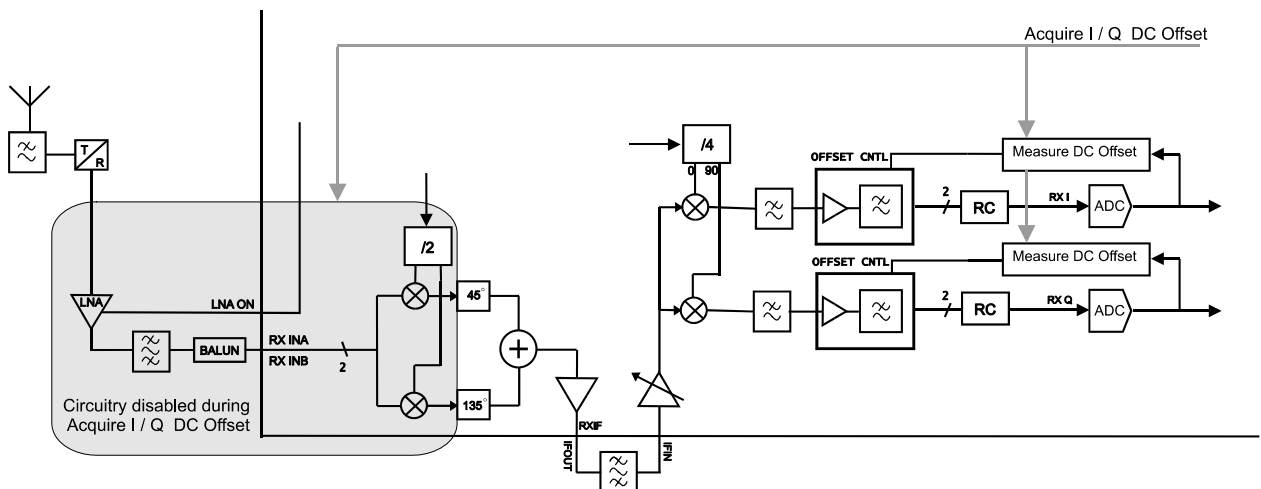 Acquire I / Q DC Offset
T
R
/4
0 90
OFFSET CNTL
Measure DC Offset
2
RC
RX I
ADC
/2
OFFSET CNTL
Measure DC Offset
2
RC
RX Q
ADC
LNA
LNA ON
45°
BALUN
RX INA
RX INB
2
+
135°
Circuitry disabled during
Acquire I / Q DC Offset
RXIF
IFOUT
IFIN